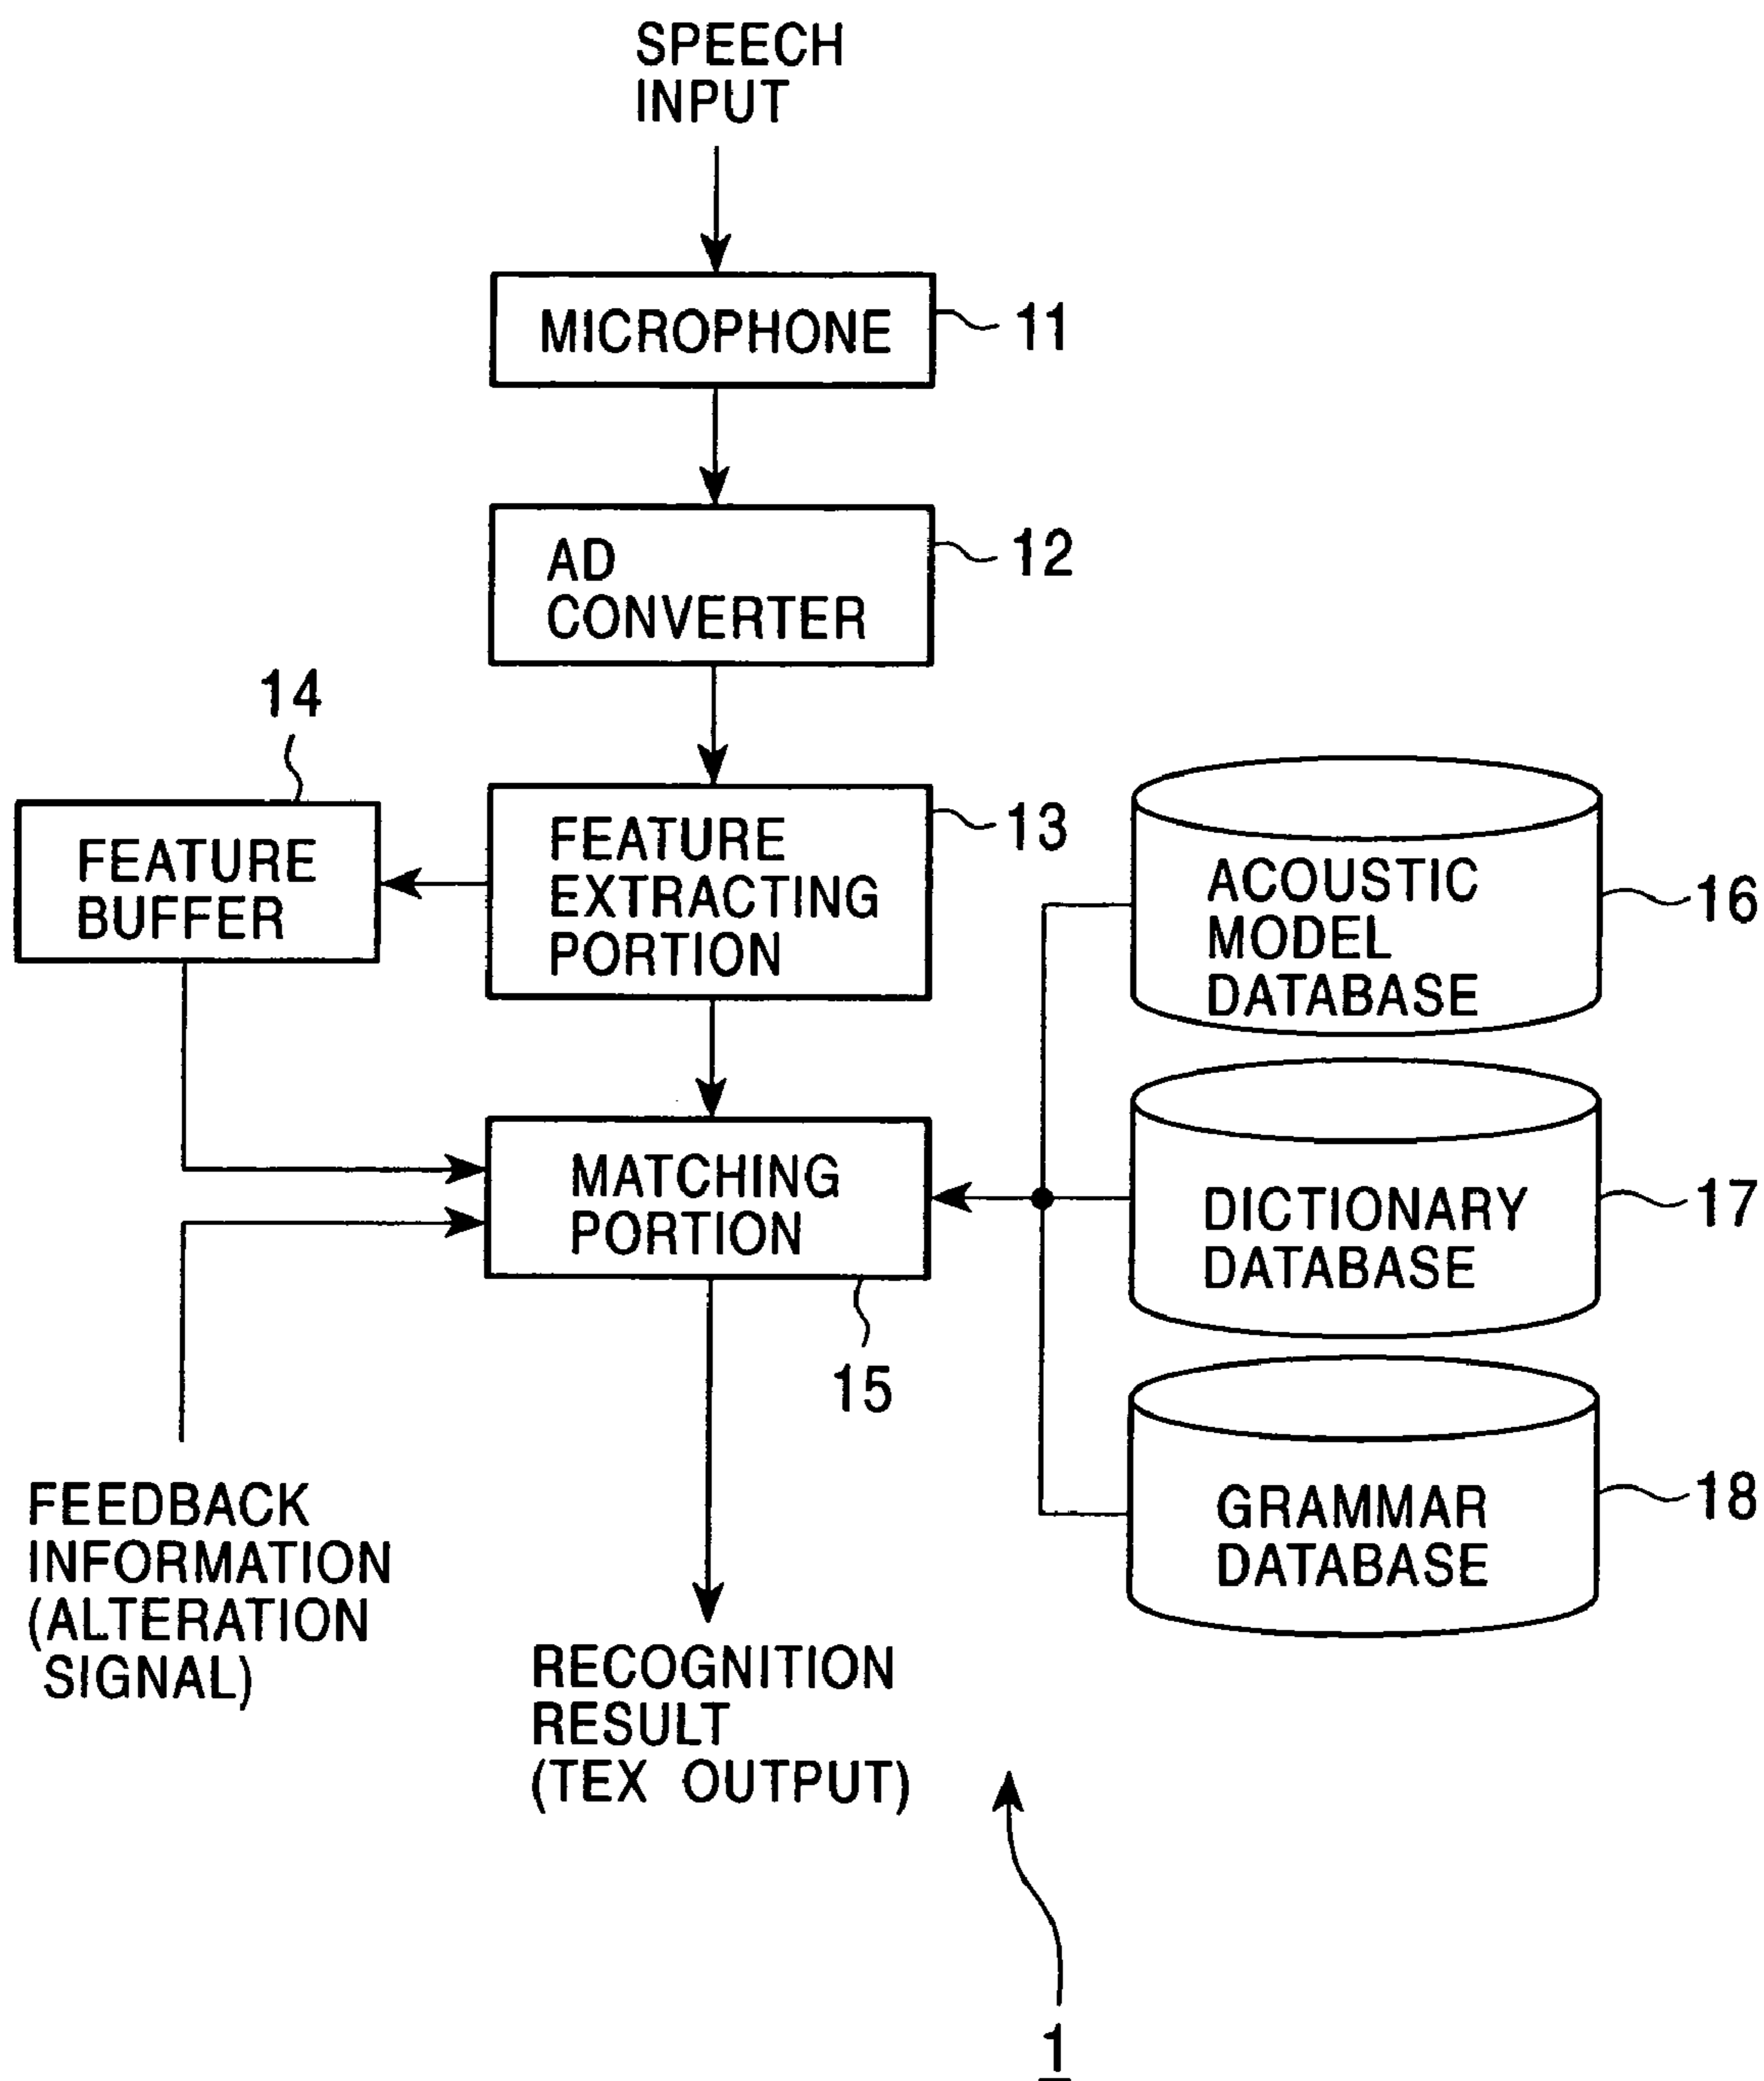 SPEECH
INPUT
MICROPHONE
11
AD
CONVERTER
12
14
FEATURE
BUFFER
FEATURE
EXTRACTING
PORTION
13
ACOUSTIC
MODEL
DATABASE
16
MATCHING
PORTION
15
DICTIONARY
DATABASE
17
GRAMMAR
DATABASE
18
FEEDBACK
INFORMATION
(ALTERATION
SIGNAL)
RECOGNITION
RESULT
(TEX OUTPUT)
1